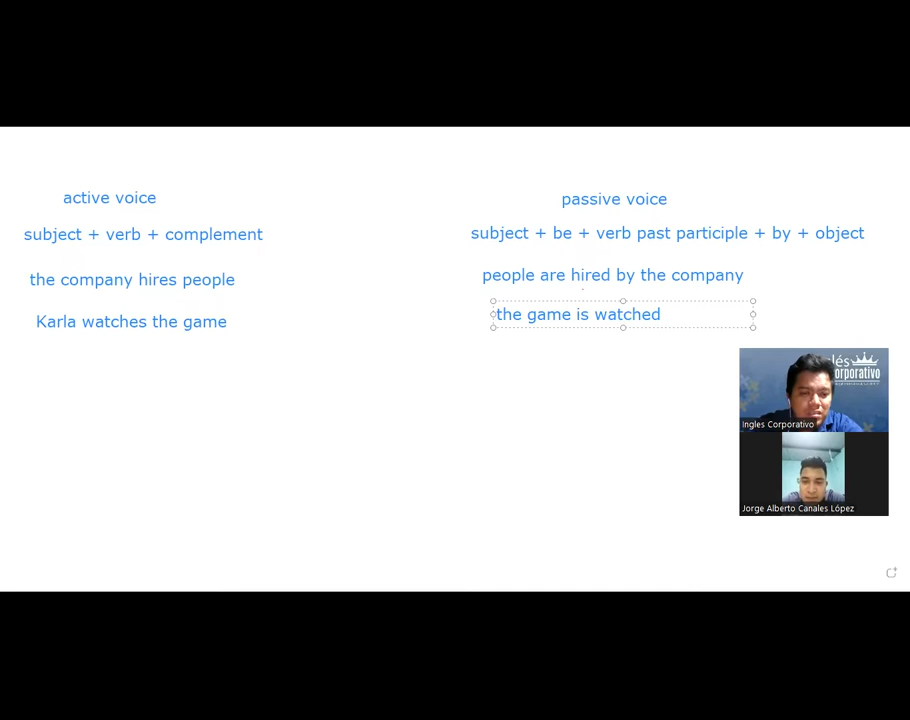 active voice
passive voice
subject + verb + complement
subject + be + verb past participle + by + object
the company hires people
people are hired by the company
Karla watches the game
the game is watched
lés
orporativo
Ingles Corporativo
Jorge Alberto Canales López